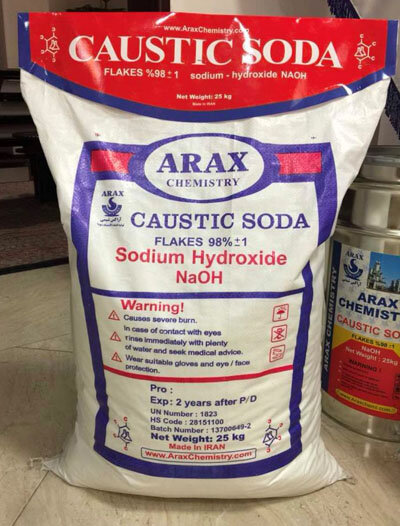 www.AraxChemistry.com
CAUSTIC SODA
FLAKES %98±1 sodium - hydroxide NAOH
Net Weight: 25 kg
Made in IRAN
ARAX
CHEMISTRY
ARAX
CAUSTIC SODA
FLAKES 98%±1
Sodium Hydroxide
NaOH
Warning!
Causes severe burn.
In case of contact with eyes
rinse immediately with plenty
of water and seek medical advice.
Wear suitable gloves and eye / face
protection.
Pro :
Exp: 2 years after P/D
UN Number : 1823
HS Code : 28151100
Batch Number : 13700649-2
Net Weight: 25 kg
Made In IRAN
www.AraxChemistry.com
ARAX
ARAX
CHEMIST
CAUSTIC SO
FLAKES %98 ±1
NaOH
Net Weight : 25kg
WARNING :
ARAX CHEMISTRY